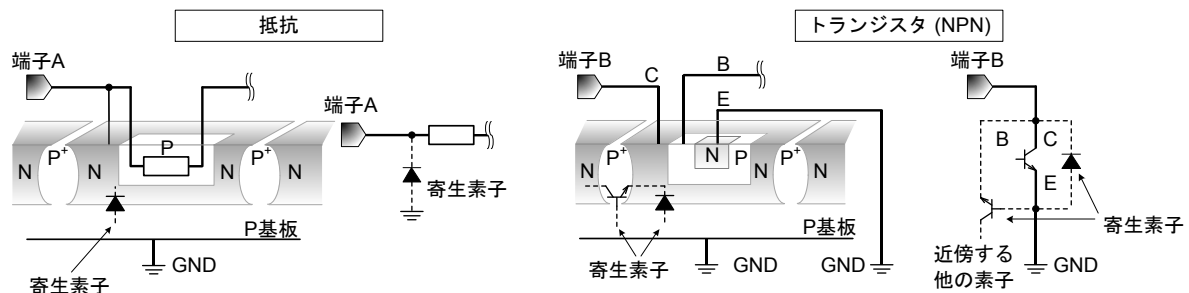 抵抗
端子A
P
N
P+
N
N
P+
N
P基板
GND
寄生素子
端子A
寄生素子
トランジスタ (NPN)
端子B
C
B
E
N
P+
N
N
P
N
P+
N
P基板
寄生素子
GND
GND
端子B
B
C
E
寄生素子
近傍する
他の素子
GND